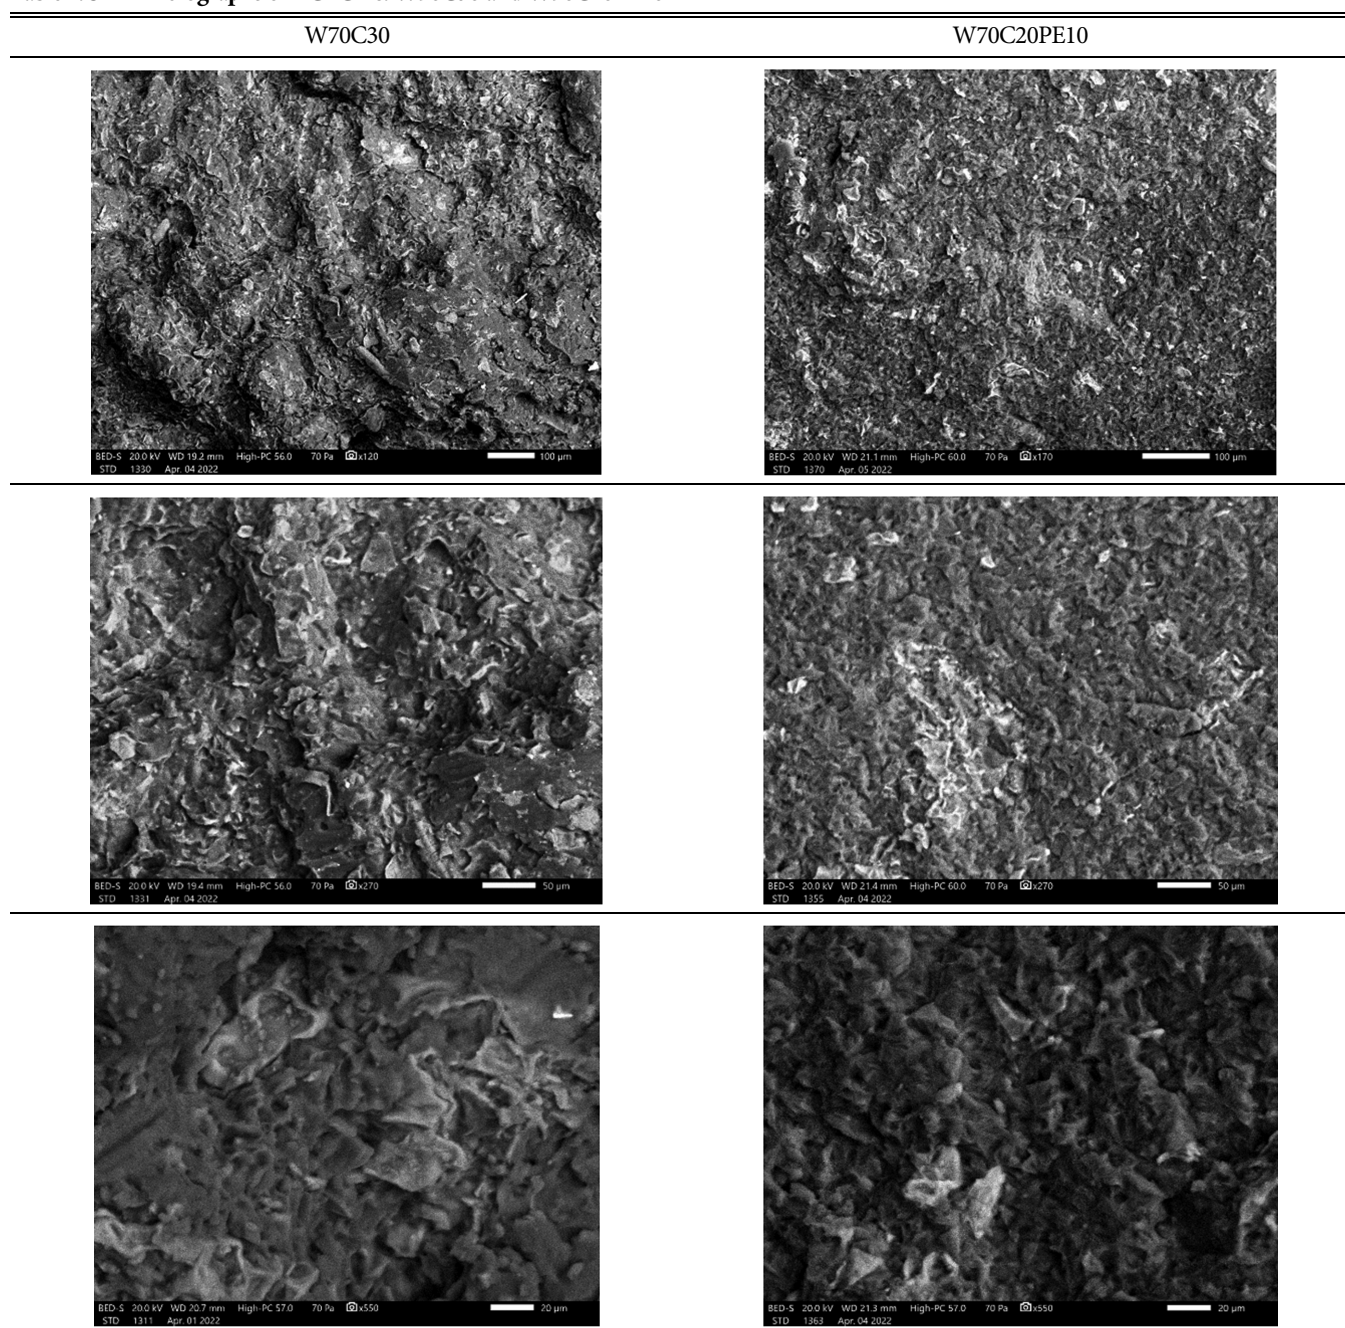 W70C30 W70C20PE10
BED-S 20.0 kV WD 19.2 mm High-PC 56.0 70 Pa x120 100 µm
STD 1330 Apr. 04 2022
BED-S 20.0 kV WD 21.1 mm High-PC 60.0 70 Pa x170 100 µm
STD 1370 Apr. 05 2022
BED-S 20.0 kV WD 19.4 mm High-PC 56.0 70 Pa x270 50 µm
STD 1331 Apr. 04 2022
BED-S 20.0 kV WD 21.4 mm High-PC 60.0 70 Pa x270 50 µm
STD 1355 Apr. 04 2022
BED-S 20.0 kV WD 20.7 mm High-PC 57.0 70 Pa x550 20 µm
STD 1311 Apr. 01 2022
BED-S 20.0 kV WD 21.3 mm High-PC 57.0 70 Pa x550 20 µm
STD 1363 Apr. 04 2022